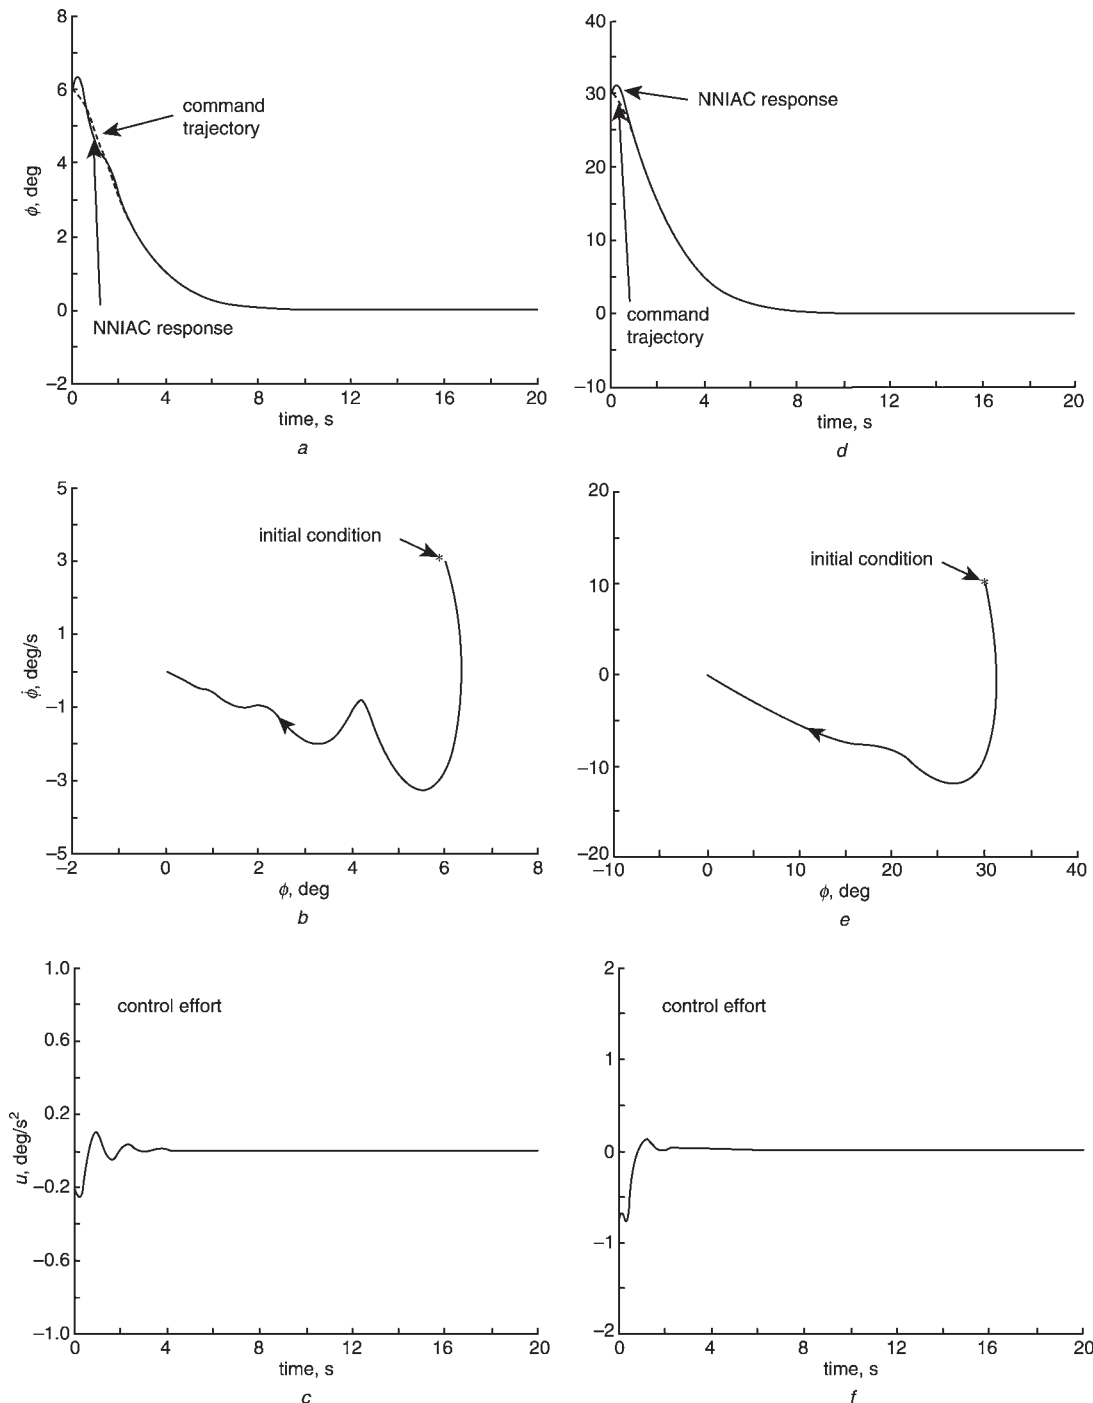 8
6
4
2
0
–2
ϕ, deg
command
trajectory
NNIAC response
0
4
8
12
16
20
time, s
a
40
30
20
10
0
–10
NNIAC response
command
trajectory
0
4
8
12
16
20
time, s
d
5
3
1
–1
–3
–5
ϕ̇, deg/s
initial condition
*
–2
0
2
4
6
8
ϕ, deg
b
20
10
0
–10
–20
initial condition
*
–10
0
10
20
30
40
ϕ, deg
e
1.0
0.6
0.2
–0.2
–0.6
–1.0
u, deg/s²
control effort
0
4
8
12
16
20
time, s
c
2
1
0
–1
–2
control effort
0
4
8
12
16
20
time, s
f